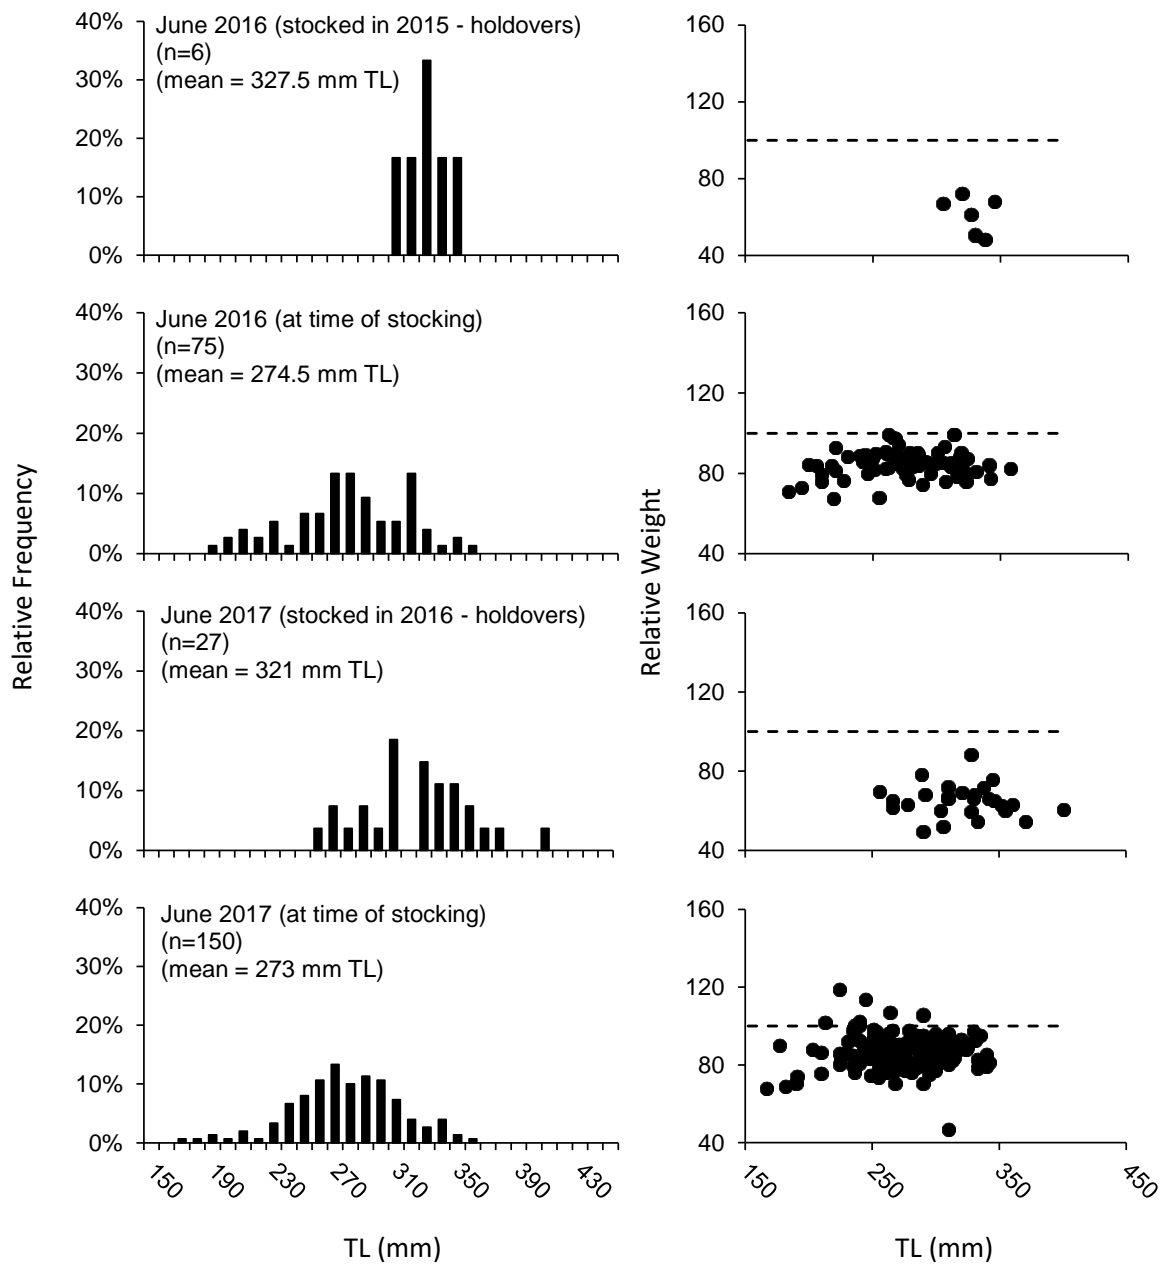 Relative Frequency
40%
30%
20%
10%
0%
June 2016 (stocked in 2015 - holdovers)
(n=6)
(mean = 327.5 mm TL)
40%
30%
20%
10%
0%
June 2016 (at time of stocking)
(n=75)
(mean = 274.5 mm TL)
40%
30%
20%
10%
0%
June 2017 (stocked in 2016 - holdovers)
(n=27)
(mean = 321 mm TL)
40%
30%
20%
10%
0%
June 2017 (at time of stocking)
(n=150)
(mean = 273 mm TL)
150 190 230 270 310 350 390 430
TL (mm)
Relative Weight
160
120
100
80
40
160
120
100
80
40
160
120
100
80
40
160
120
100
80
40
150 250 350 450
TL (mm)